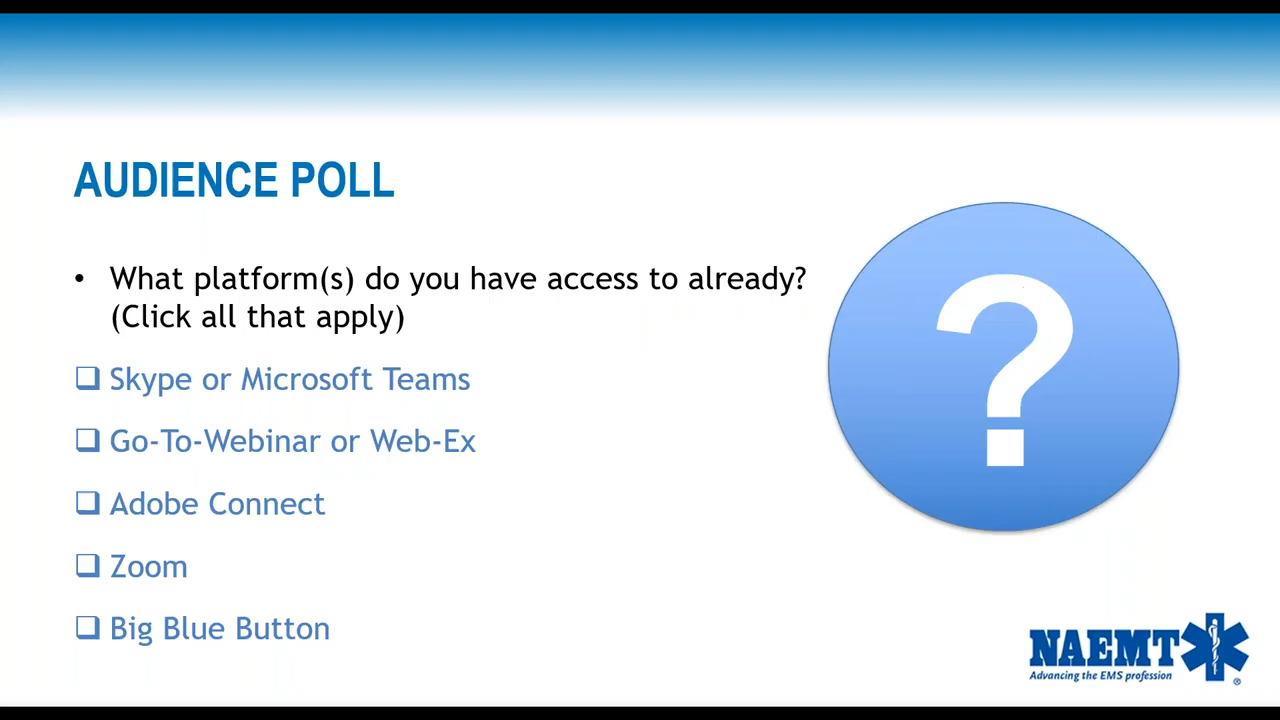 AUDIENCE POLL
• What platform(s) do you have access to already?
(Click all that apply)
❑ Skype or Microsoft Teams
❑ Go-To-Webinar or Web-Ex
❑ Adobe Connect
❑ Zoom
❑ Big Blue Button
?
NAEMT
Advancing the EMS profession ®